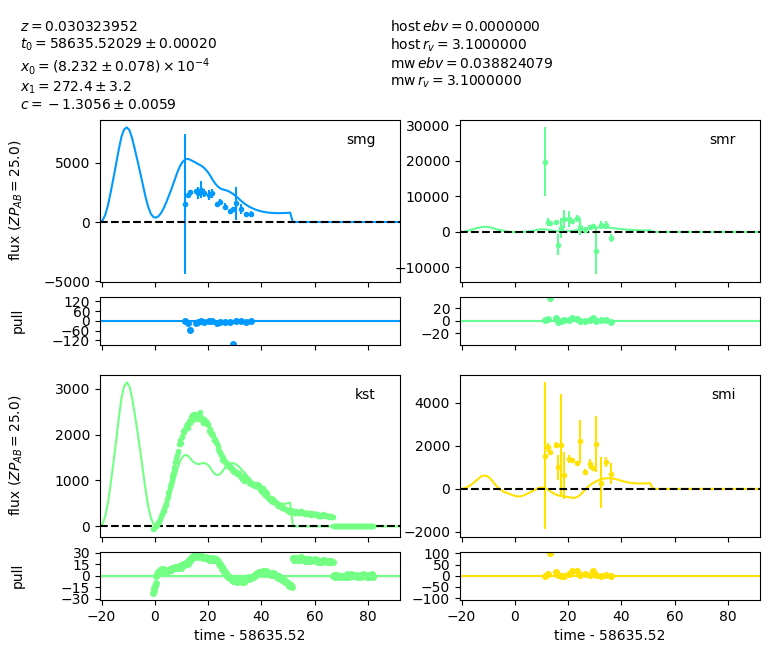 z = 0.030323952
t₀ = 58635.52029 ± 0.00020
x₀ = (8.232 ± 0.078) × 10⁻⁴
x₁ = 272.4 ± 3.2
c = −1.3056 ± 0.0059
host ebv = 0.0000000
host r_v = 3.1000000
mw ebv = 0.038824079
mw r_v = 3.1000000
flux (ZP_AB = 25.0)
5000
0
−5000
smg
30000
20000
10000
0
−10000
smr
pull
120
60
0
−60
−120
20
0
−20
flux (ZP_AB = 25.0)
3000
2000
1000
0
kst
4000
2000
0
−2000
smi
pull
30
15
0
−15
−30
100
50
0
−50
−100
−20 0 20 40 60 80
time - 58635.52
−20 0 20 40 60 80
time - 58635.52